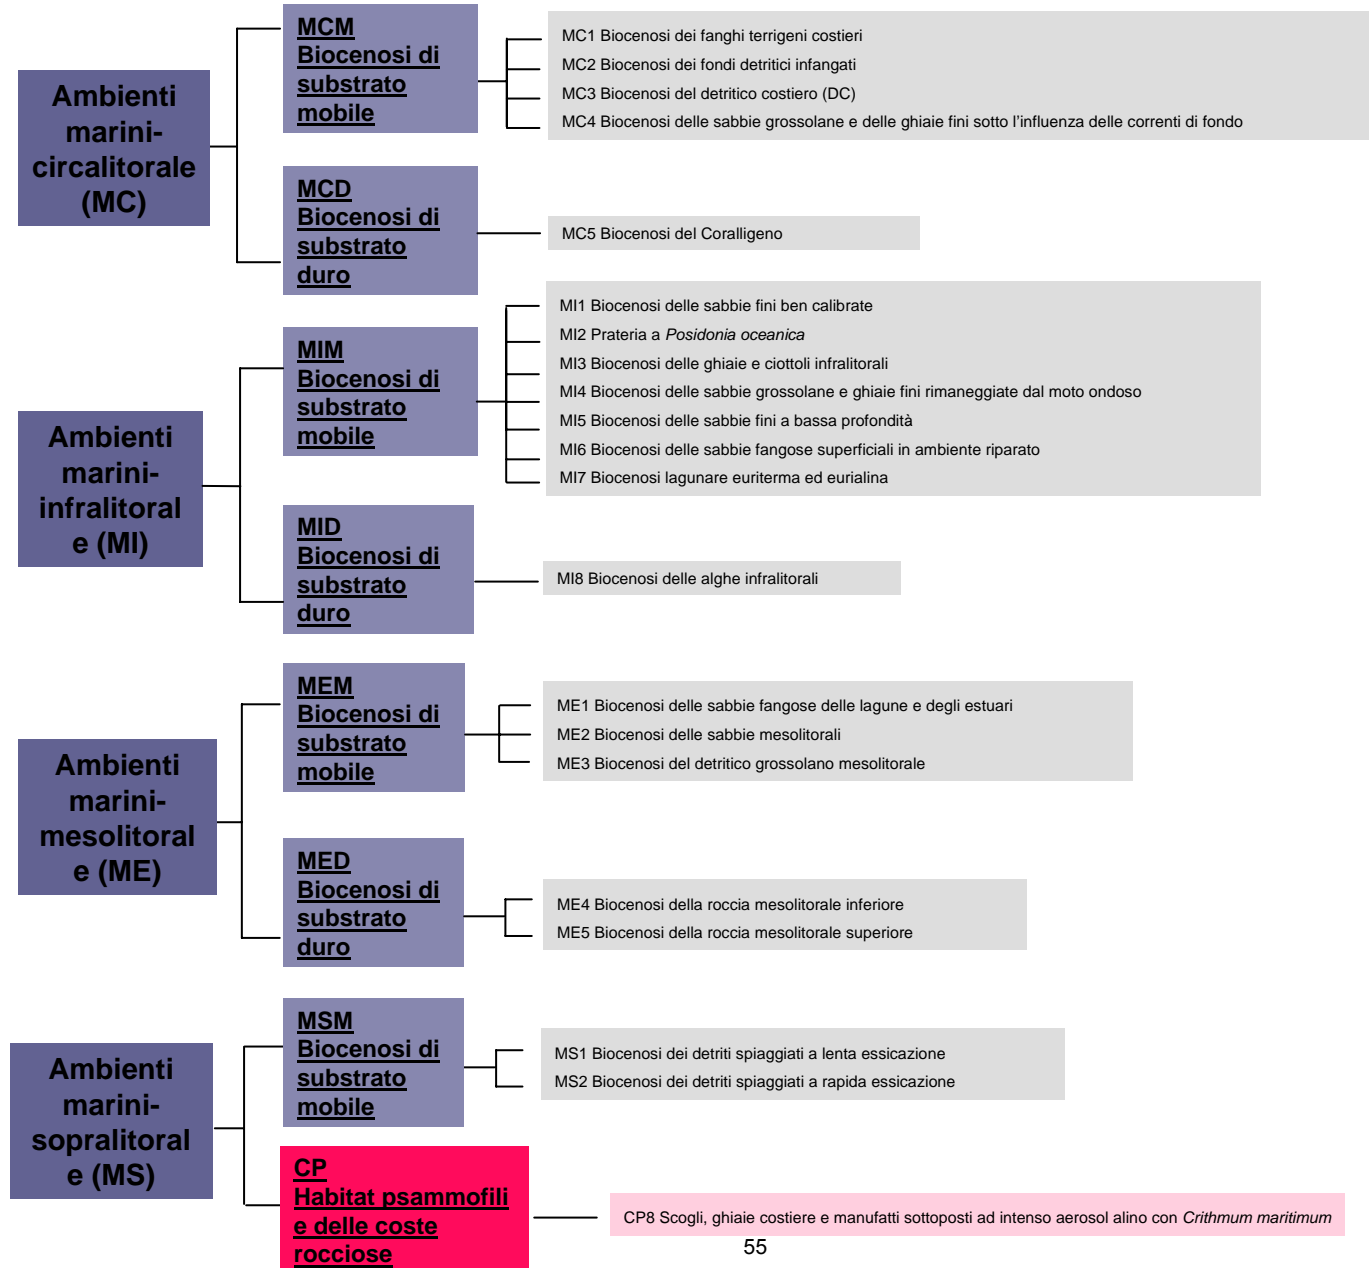 Ambienti
marini-
circalitorale
(MC)
MCM
Biocenosi di
substrato
mobile
MC1 Biocenosi dei fanghi terrigeni costieri
MC2 Biocenosi dei fondi detritici infangati
MC3 Biocenosi del detritico costiero (DC)
MC4 Biocenosi delle sabbie grossolane e delle ghiaie fini sotto l'influenza delle correnti di fondo
MCD
Biocenosi di
substrato
duro
MC5 Biocenosi del Coralligeno
Ambienti
marini-
infralitoral
e (MI)
MIM
Biocenosi di
substrato
mobile
MI1 Biocenosi delle sabbie fini ben calibrate
MI2 Prateria a Posidonia oceanica
MI3 Biocenosi delle ghiaie e ciottoli infralitorali
MI4 Biocenosi delle sabbie grossolane e ghiaie fini rimaneggiate dal moto ondoso
MI5 Biocenosi delle sabbie fini a bassa profondità
MI6 Biocenosi delle sabbie fangose superficiali in ambiente riparato
MI7 Biocenosi lagunare euriterma ed eurialina
MID
Biocenosi di
substrato
duro
MI8 Biocenosi delle alghe infralitorali
Ambienti
marini-
mesolitoral
e (ME)
MEM
Biocenosi di
substrato
mobile
ME1 Biocenosi delle sabbie fangose delle lagune e degli estuari
ME2 Biocenosi delle sabbie mesolitorali
ME3 Biocenosi del detritico grossolano mesolitorale
MED
Biocenosi di
substrato
duro
ME4 Biocenosi della roccia mesolitorale inferiore
ME5 Biocenosi della roccia mesolitorale superiore
Ambienti
marini-
sopralitoral
e (MS)
MSM
Biocenosi di
substrato
mobile
MS1 Biocenosi dei detriti spiaggiati a lenta essicazione
MS2 Biocenosi dei detriti spiaggiati a rapida essicazione
CP
Habitat psammofili
e delle coste
rocciose
CP8 Scogli, ghiaie costiere e manufatti sottoposti ad intenso aerosol alino con Crithmum maritimum
55